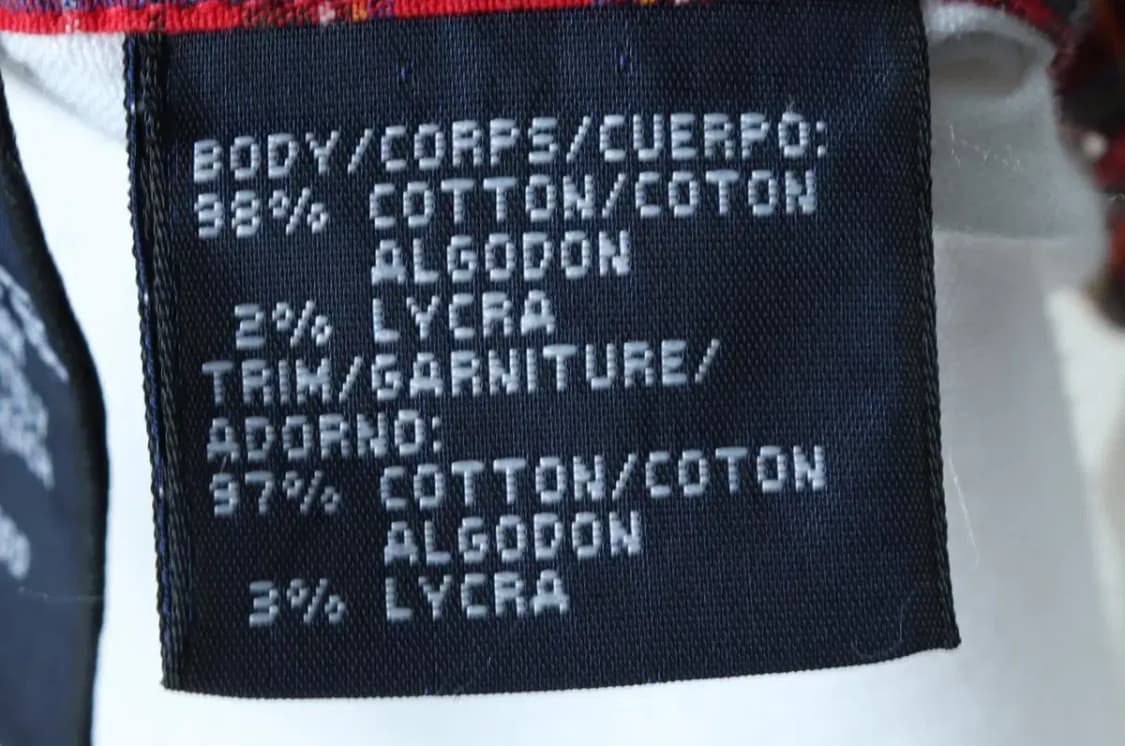 BODY/CORPS/CUERPO:
98% COTTON/COTON
ALGODON
2% LYCRA
TRIM/GARNITURE/
ADORNO:
97% COTTON/COTON
ALGODON
3% LYCRA